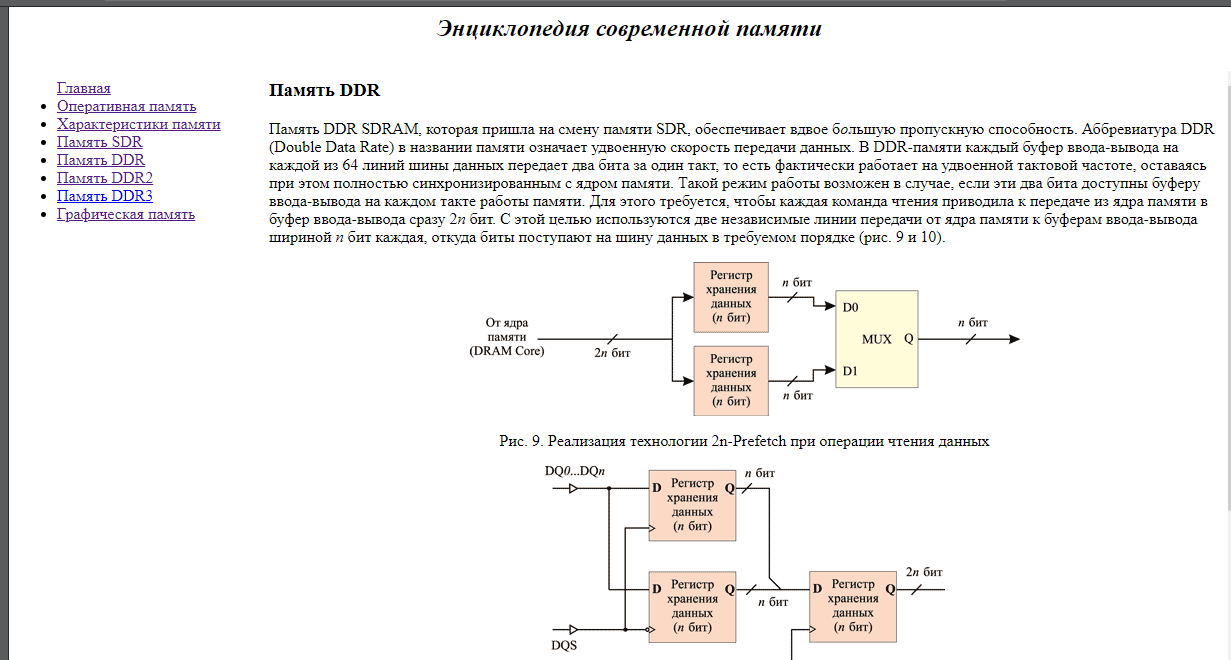 Энциклопедия современной памяти
Главная
Оперативная память
Характеристики памяти
Память SDR
Память DDR
Память DDR2
Память DDR3
Графическая память
Память DDR
Память DDR SDRAM, которая пришла на смену памяти SDR, обеспечивает вдвое большую пропускную способность. Аббревиатура DDR
(Double Data Rate) в названии памяти означает удвоенную скорость передачи данных. В DDR-памяти каждый буфер ввода-вывода на
каждой из 64 линий шины данных передает два бита за один такт, то есть фактически работает на удвоенной тактовой частоте, оставаясь
при этом полностью синхронизированным с ядром памяти. Такой режим работы возможен в случае, если эти два бита доступны буферу
ввода-вывода на каждом такте работы памяти. Для этого требуется, чтобы каждая команда чтения приводила к передаче из ядра памяти в
буфер ввода-вывода сразу 2n бит. С этой целью используются две независимые линии передачи от ядра памяти к буферам ввода-вывода
шириной n бит каждая, откуда биты поступают на шину данных в требуемом порядке (рис. 9 и 10).
От ядра
памяти
(DRAM Core)
2n бит
Регистр
хранения
данных
(n бит)
n бит
Регистр
хранения
данных
(n бит)
n бит
D0
MUX Q
D1
n бит
Рис. 9. Реализация технологии 2n-Prefetch при операции чтения данных
DQ0...DQn
D Регистр Q
хранения
данных
(n бит)
n бит
D Регистр Q
хранения
данных
(n бит)
n бит
DQS
D Регистр Q
хранения
данных
(n бит)
2n бит